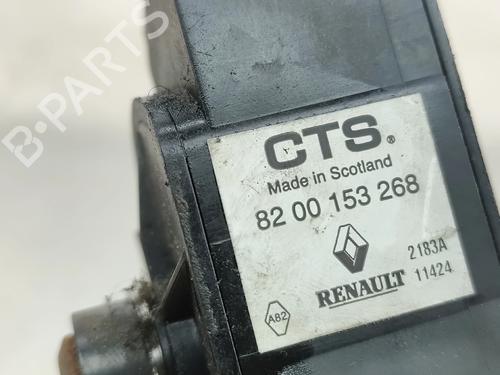 B-PARTS
CTS®
Made in Scotland
82 00 153 268
2183A
RENAULT 11424
A82